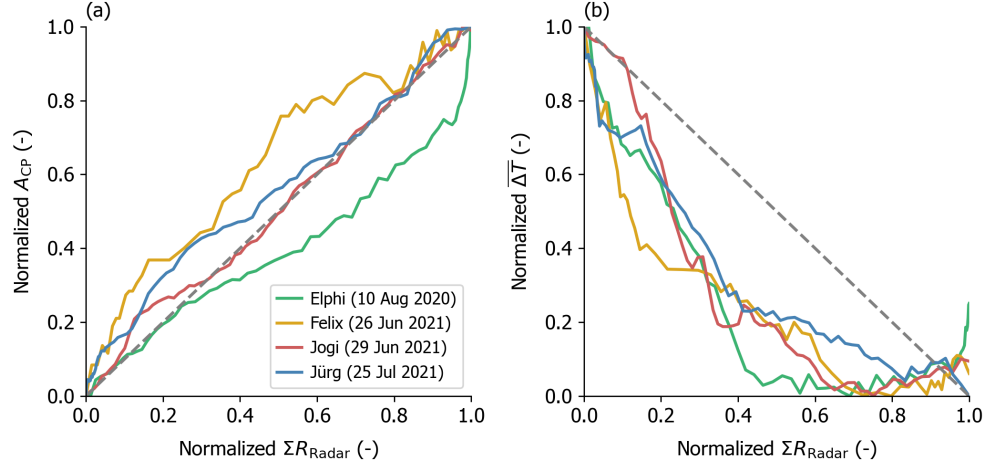 (a)
1.0
0.8
0.6
0.4
0.2
0.0
Normalized A_CP (-)
0.0 0.2 0.4 0.6 0.8 1.0
Normalized ΣR_Radar (-)
Elphi (10 Aug 2020)
Felix (26 Jun 2021)
Jogi (29 Jun 2021)
Jürg (25 Jul 2021)
(b)
1.0
0.8
0.6
0.4
0.2
0.0
Normalized \overline{ΔT} (-)
0.0 0.2 0.4 0.6 0.8 1.0
Normalized ΣR_Radar (-)